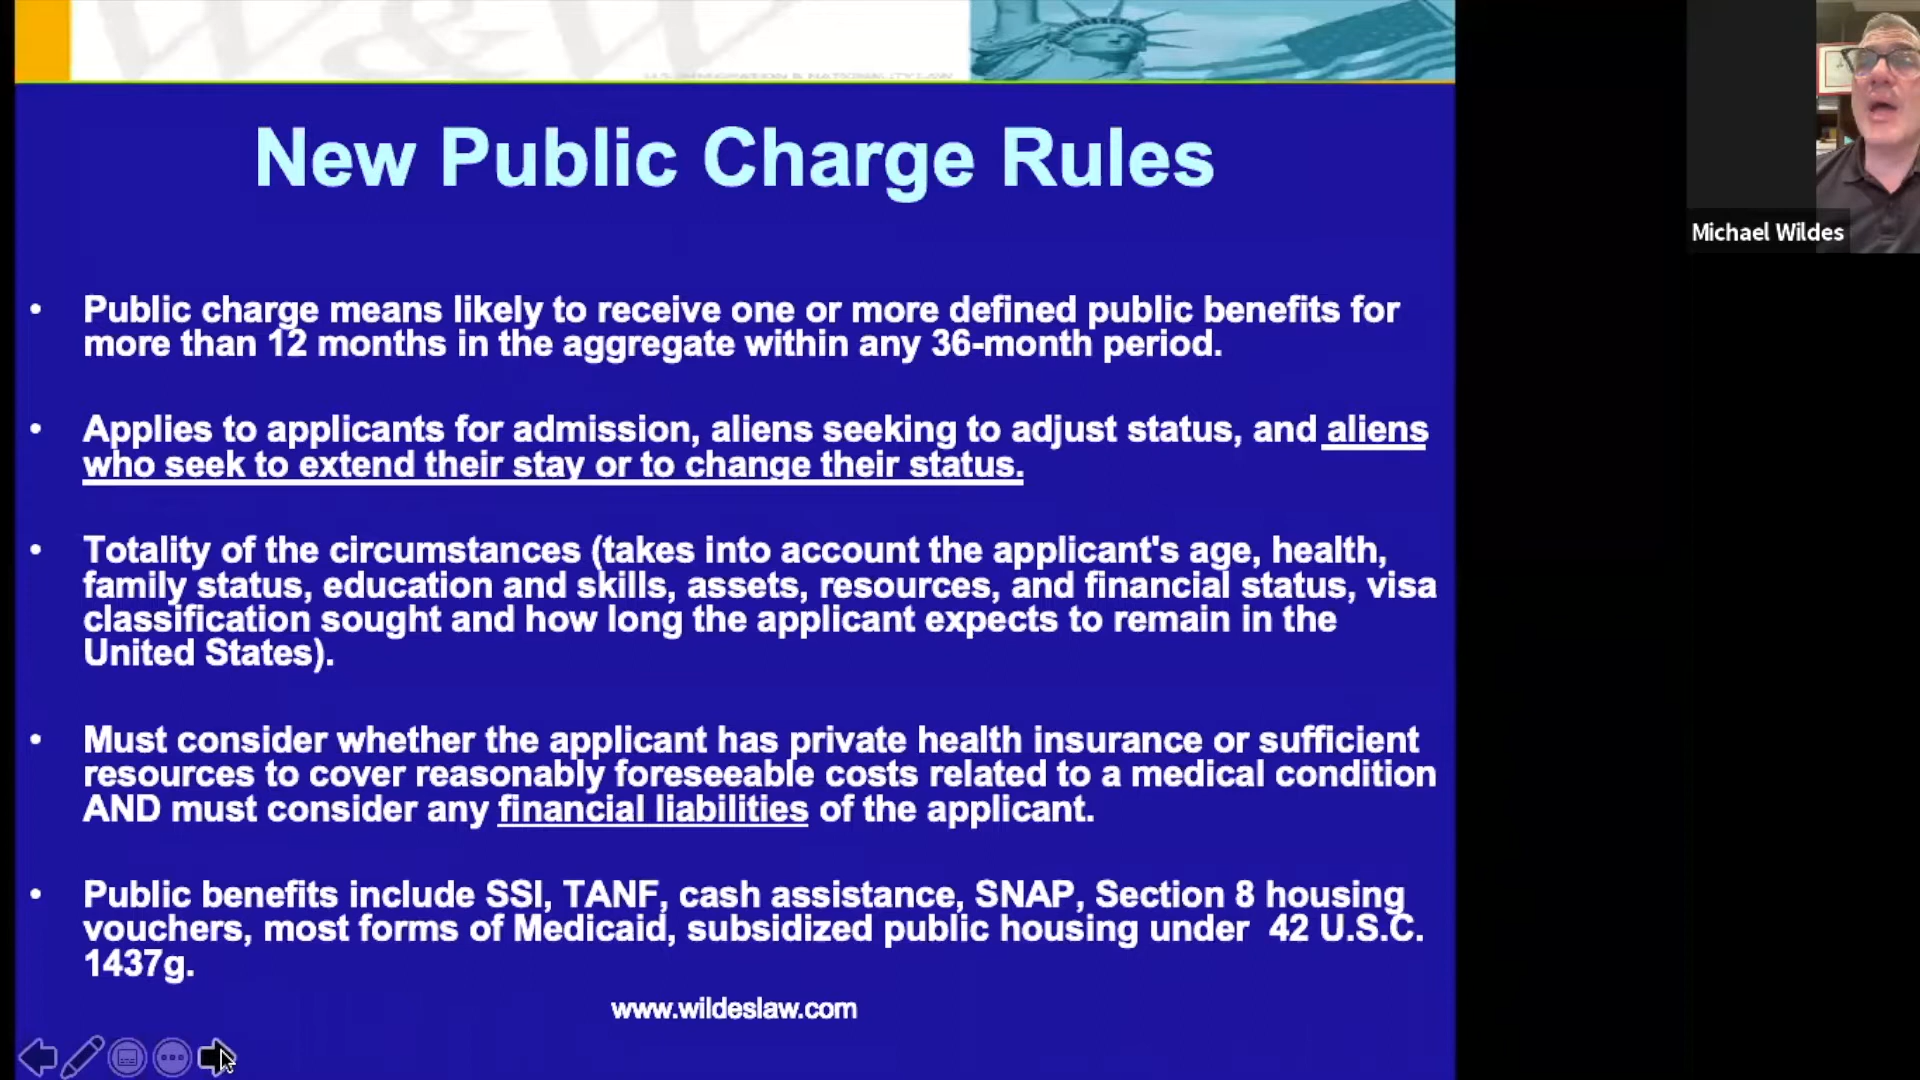 W&W
U.S. IMMIGRATION & NATIONALITY LAW
New Public Charge Rules
Michael Wildes
• Public charge means likely to receive one or more defined public benefits for
more than 12 months in the aggregate within any 36-month period.
• Applies to applicants for admission, aliens seeking to adjust status, and aliens
who seek to extend their stay or to change their status.
• Totality of the circumstances (takes into account the applicant's age, health,
family status, education and skills, assets, resources, and financial status, visa
classification sought and how long the applicant expects to remain in the
United States).
• Must consider whether the applicant has private health insurance or sufficient
resources to cover reasonably foreseeable costs related to a medical condition
AND must consider any financial liabilities of the applicant.
• Public benefits include SSI, TANF, cash assistance, SNAP, Section 8 housing
vouchers, most forms of Medicaid, subsidized public housing under 42 U.S.C.
1437g.
www.wildeslaw.com